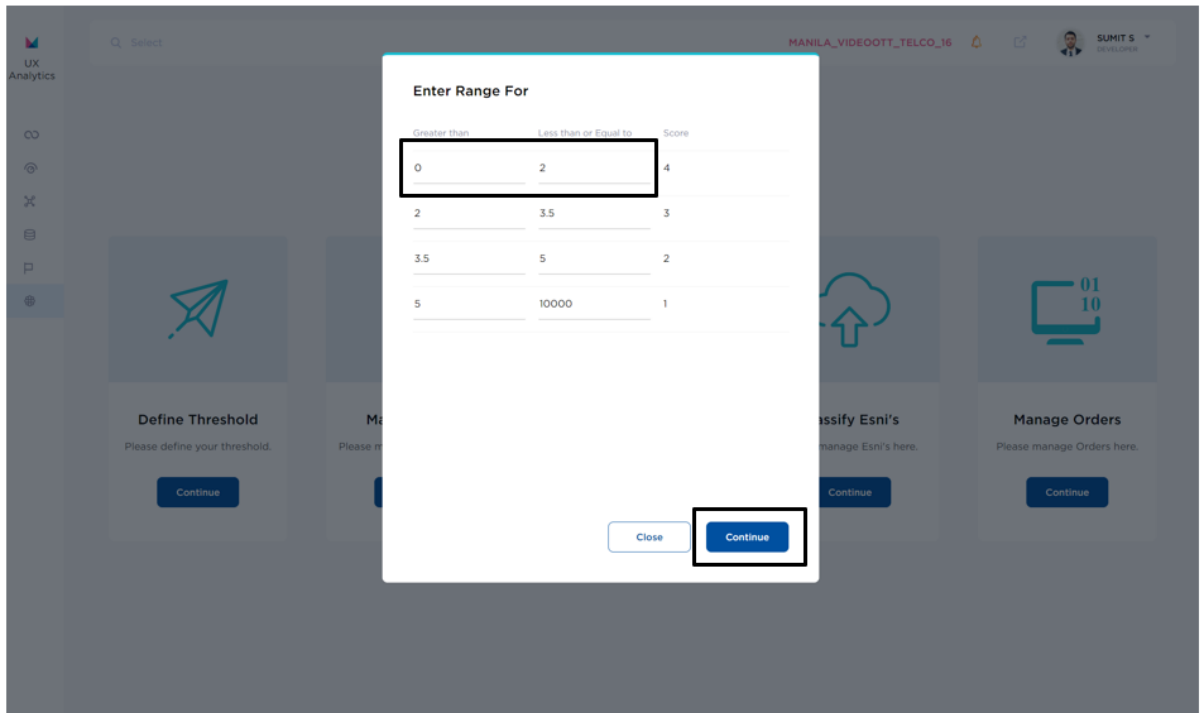 Select
MANILA_VIDEOOTT_TELCO_16
SUMIT S
DEVELOPER
UX
Analytics
Enter Range For
Greater than Less than or Equal to Score
0 2 4
2 3.5 3
3.5 5 2
5 10000 1
01
10
Define Threshold
Please define your threshold.
Continue
Ma
Please m
assify Esni's
manage Esni's here.
Continue
Manage Orders
Please manage Orders here.
Continue
Close Continue